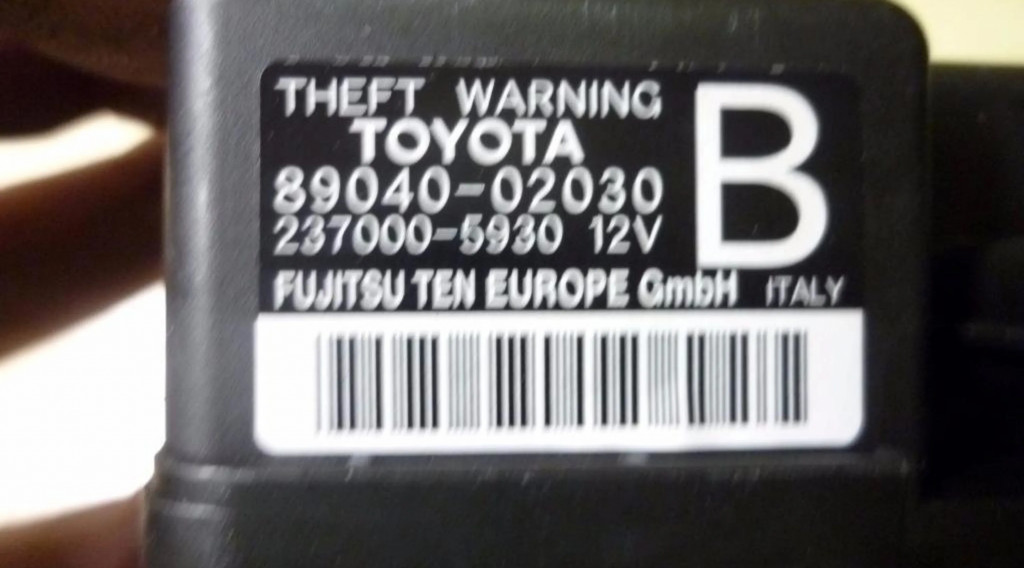 THEFT WARNING
TOYOTA
89040-02030
237000-5930 12V
B
FUJITSU TEN EUROPE GmbH ITALY